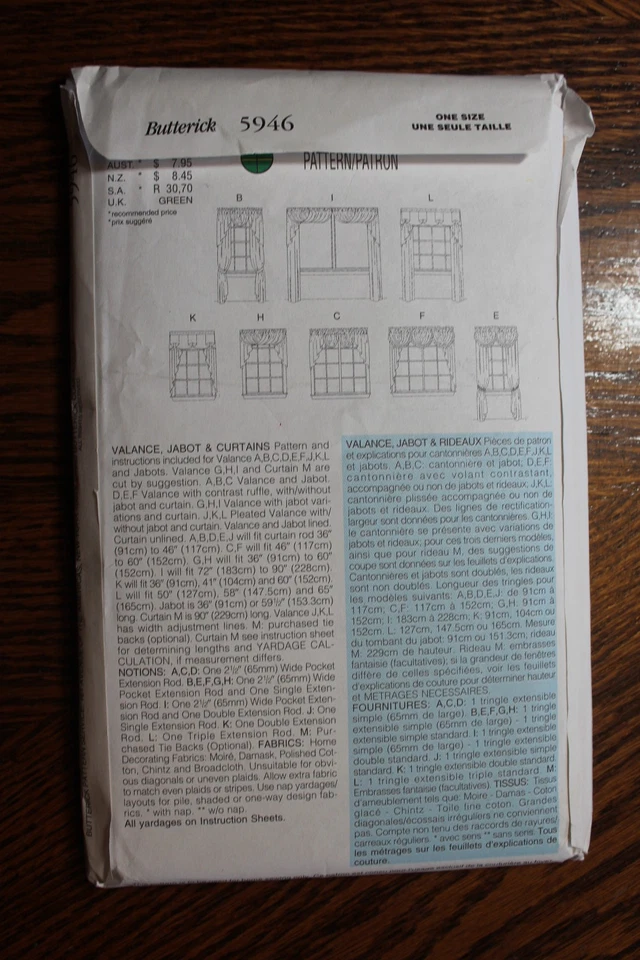 Butterick 5946
ONE SIZE
UNE SEULE TAILLE
AUST.* $ 7.95
N.Z. * $ 8.45
S.A. * R 30,70
U.K. GREEN
*recommended price
*prix suggéré
PATTERN/PATRON
B I L
K H C F E
VALANCE, JABOT & CURTAINS Pattern and
instructions included for Valance A,B,C,D,E,F,J,K,L
and Jabots. Valance G,H,I and Curtain M are
cut by suggestion. A,B,C Valance and Jabot.
D,E,F Valance with contrast ruffle, with/without
jabot and curtain. G,H,I Valance with jabot vari-
ations and curtain. J,K,L Pleated Valance with/
without jabot and curtain. Valance and Jabot lined.
Curtain unlined. A,B,D,E,J will fit curtain rod 36"
(91cm) to 46" (117cm). C,F will fit 46" (117cm)
to 60" (152cm). G,H will fit 36" (91cm) to 60"
(152cm). I will fit 72" (183cm) to 90" (228cm).
K will fit 36" (91cm), 41" (104cm) and 60" (152cm).
L will fit 50" (127cm), 58" (147.5cm) and 65"
(165cm). Jabot is 36" (91cm) or 59½" (153.3cm)
long. Curtain M is 90" (229cm) long. Valance J,K,L
has width adjustment lines. M: purchased tie
backs (optional). Curtain M see instruction sheet
for determining lengths and YARDAGE CAL-
CULATION, if measurements differ.
NOTIONS: A,C,D: One 2½" (65mm) Wide Pocket
Extension Rod. B,E,F,G,H: One 2½" (65mm) Wide
Pocket Extension Rod and One Single Exten-
sion Rod. I: One 2½" (65mm) Wide Pocket Exten-
sion Rod and One Double Extension Rod. J: One
Single Extension Rod. K: One Double Extension
Rod. L: One Triple Extension Rod. M: Pur-
chased Tie Backs (Optional). FABRICS: Home
Decorating Fabrics: Moiré, Damask, Polished Cot-
ton, Chintz and Broadcloth. Unsuitable for obvi-
ous diagonals or uneven plaids. Allow extra fabric
to match even plaids or stripes. Use nap yardages/
layouts for pile, shaded or one-way design fab-
rics. * with nap. ** w/o nap.
All yardages on Instruction Sheets.
VALANCE, JABOT & RIDEAUX Pièces de patron
et explications pour cantonnières A,B,C,D,E,F,J,K,L
et jabots. A,B,C: cantonnière et jabot; D,E,F:
cantonnière avec volant contrastant,
accompagnée ou non de jabots et rideaux; J,K,L:
cantonnière plissée accompagnée ou non de
jabots et rideaux. Des lignes de rectification-
largeur sont données pour les cantonnières. G,H,I:
le cantonnière se présente avec variations de
jabots et rideaux; pour ces trois derniers modèles,
ainsi que pour rideau M, des suggestions de
coupe sont données sur les feuillets d'explications.
Cantonnières et jabots sont doublés, les rideaux
sont non doublés. Longueur des tringles pour
les modèles suivants: A,B,D,E,J: de 91cm à
117cm; C,F: 117cm à 152cm; G,H: 91cm à
152cm; I: 183cm à 228cm; K: 91cm, 104cm or
152cm. L: 127cm, 147.5cm ou 165cm. Mesure
du tombant du jabot: 91cm ou 151.3cm, rideau
M: 229cm de hauteur. Rideau M: embrasses
fantaisie (facultatives); si la grandeur de fenêtres
diffère de celles spécifiées, voir les feuillets
d'explications de couture pour déterminer hauteur
et METRAGES NECESSAIRES.
FOURNITURES: A,C,D: 1 tringle extensible
simple (65mm de large). B,E,F,G,H: 1 tringle
extensible simple (65mm de large) - 1 tringle
extensible simple standard. I: 1 tringle extensible
simple (65mm de large) - 1 tringle extensible
double standard. J: 1 tringle extensible simple
standard. K: 1 tringle extensible double standard.
L: 1 tringle extensible triple standard. M:
Embrasses fantaisie (facultatives). TISSUS: Tissus
d'ameublement tels que: Moire - Damas - Coton
glacé - Chintz - Toile fine coton. Grandes
diagonales/écossais irréguliers ne conviennent
pas. Compte non tenu des raccords de rayures/
carreaux réguliers. * avec sens ** sans sens. Tous
les métrages sur les feuillets d'explications de
couture.